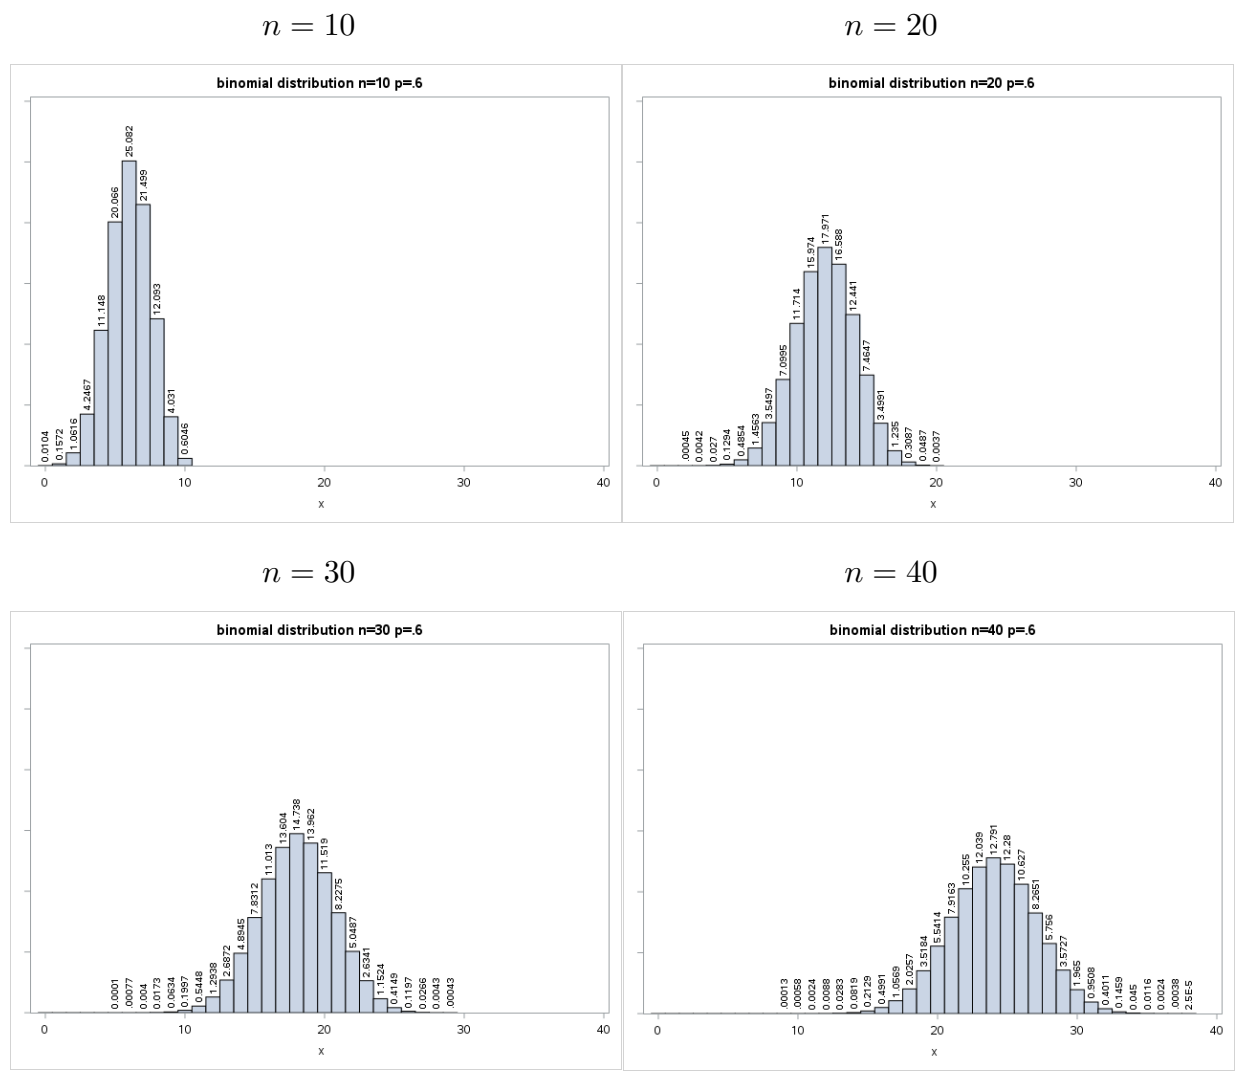 n = 10
n = 20
binomial distribution n=10 p=.6
0.0104 0.1572 1.0616 4.2467 11.148 20.066 25.082 21.499 12.093 4.031 0.6046
0 10 20 30 40
x
binomial distribution n=20 p=.6
.00045 0.0042 0.027 0.1294 0.4854 1.4563 3.5497 7.0995 11.714 15.974 17.971 16.588 12.441 7.4647 3.4991 1.235 0.3087 0.0487 0.0037
0 10 20 30 40
x
n = 30
n = 40
binomial distribution n=30 p=.6
0.0001 .00077 0.004 0.0173 0.0634 0.1997 0.5448 1.2938 2.6872 4.8945 7.8312 11.013 13.604 14.738 13.962 11.519 8.2275 5.0487 2.6341 1.1524 0.4149 0.1197 0.0266 0.0043 .00043
0 10 20 30 40
x
binomial distribution n=40 p=.6
.00013 .00058 0.0024 0.0088 0.0283 0.0819 0.2129 0.4991 1.0569 2.0257 3.5184 5.5414 7.9163 10.255 12.039 12.791 12.28 10.627 8.2651 5.756 3.5727 1.965 0.9508 0.4011 0.1459 0.045 0.0116 0.0024 .00038 2.5E-5
0 10 20 30 40
x